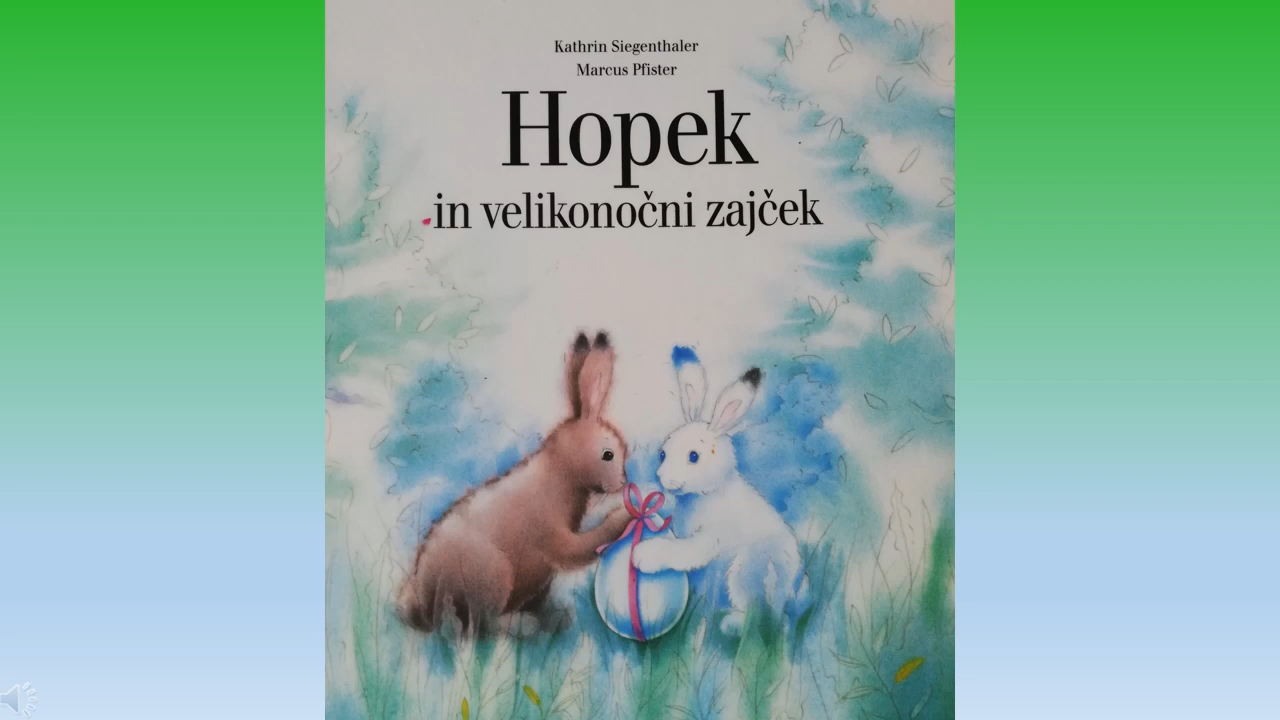 Kathrin Siegenthaler
Marcus Pfister
Hopek
in velikonočni zajček